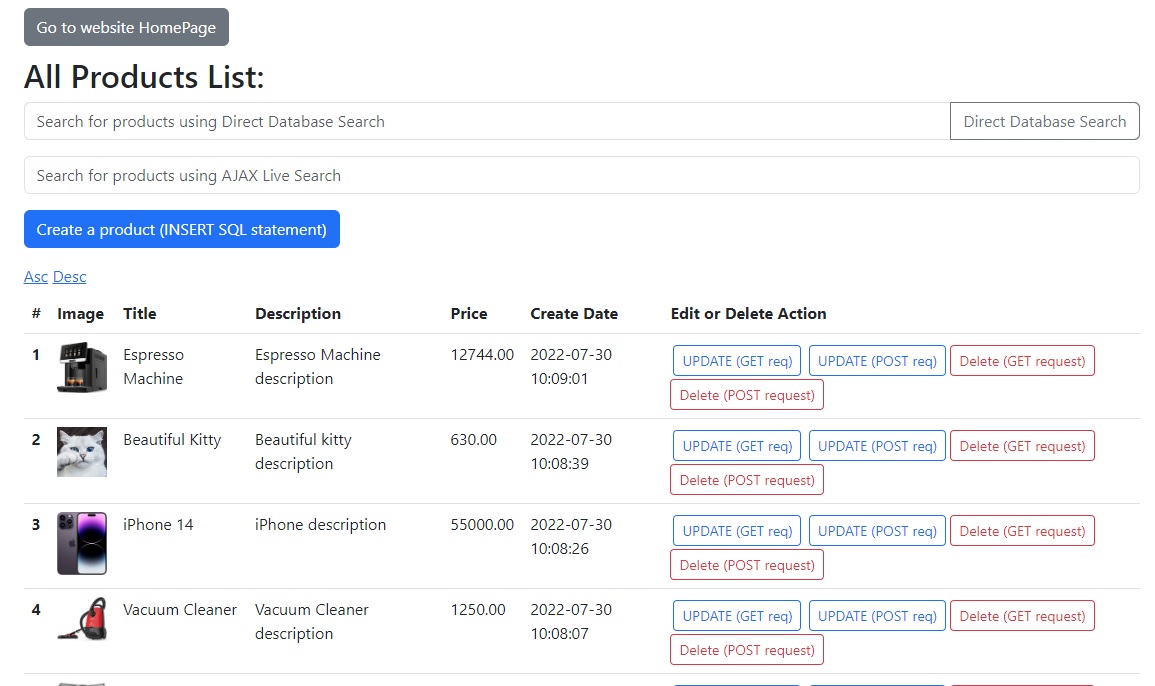 Go to website HomePage
All Products List:
Search for products using Direct Database Search Direct Database Search
Search for products using AJAX Live Search
Create a product (INSERT SQL statement)
Asc Desc
# Image Title Description Price Create Date Edit or Delete Action
1 Espresso Espresso Machine 12744.00 2022-07-30 UPDATE (GET req) UPDATE (POST req) Delete (GET request)
Machine description 10:09:01 Delete (POST request)
2 Beautiful Kitty Beautiful kitty 630.00 2022-07-30 UPDATE (GET req) UPDATE (POST req) Delete (GET request)
description 10:08:39 Delete (POST request)
3 iPhone 14 iPhone description 55000.00 2022-07-30 UPDATE (GET req) UPDATE (POST req) Delete (GET request)
10:08:26 Delete (POST request)
4 Vacuum Cleaner Vacuum Cleaner 1250.00 2022-07-30 UPDATE (GET req) UPDATE (POST req) Delete (GET request)
description 10:08:07 Delete (POST request)